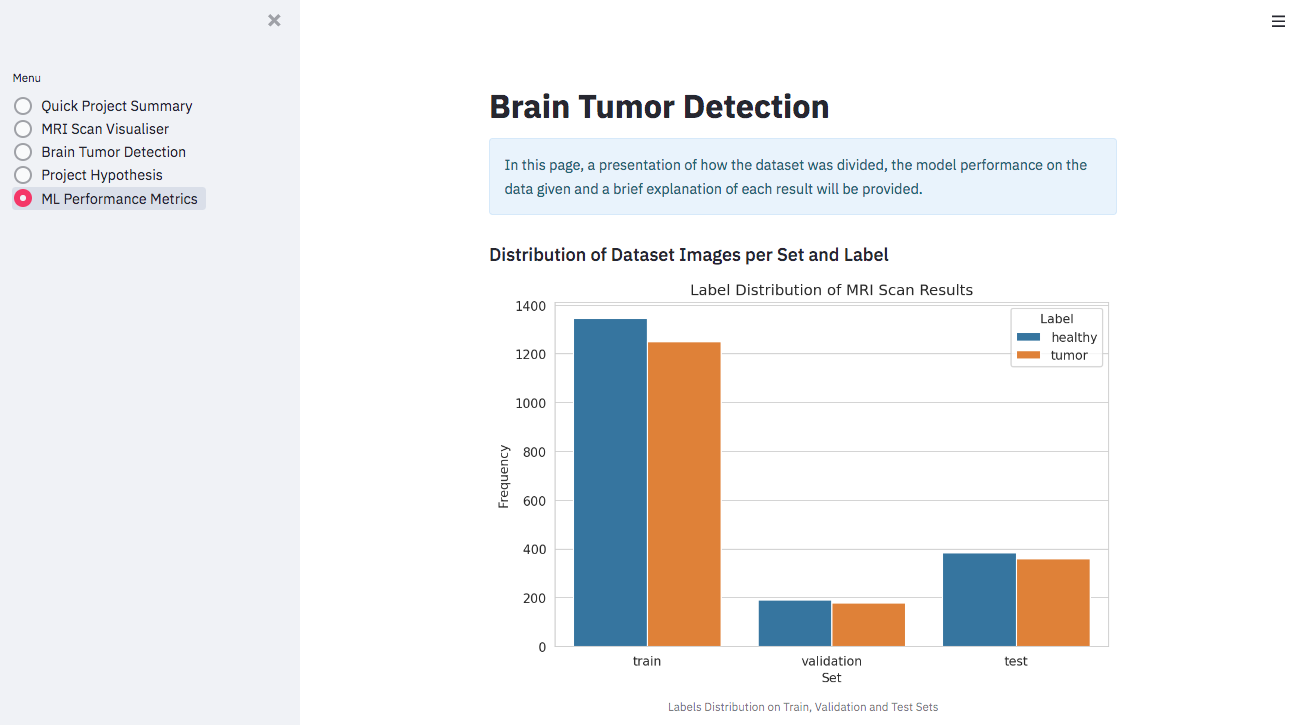 Menu
Quick Project Summary
MRI Scan Visualiser
Brain Tumor Detection
Project Hypothesis
ML Performance Metrics
Brain Tumor Detection
In this page, a presentation of how the dataset was divided, the model performance on the
data given and a brief explanation of each result will be provided.
Distribution of Dataset Images per Set and Label
Label Distribution of MRI Scan Results
1400
1200
1000
800
600
400
200
0
Frequency
Label
healthy
tumor
train validation test
Set
Labels Distribution on Train, Validation and Test Sets